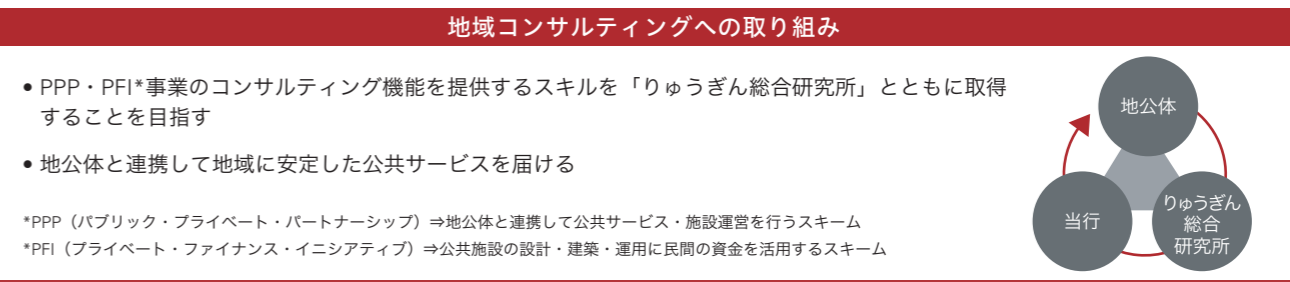 地域コンサルティングへの取り組み
• PPP・PFI*事業のコンサルティング機能を提供するスキルを「りゅうぎん総合研究所」とともに取得
することを目指す
• 地公体と連携して地域に安定した公共サービスを届ける
*PPP（パブリック・プライベート・パートナーシップ）⇒地公体と連携して公共サービス・施設運営を行うスキーム
*PFI（プライベート・ファイナンス・イニシアティブ）⇒公共施設の設計・建築・運用に民間の資金を活用するスキーム
地公体
当行
りゅうぎん
総合
研究所